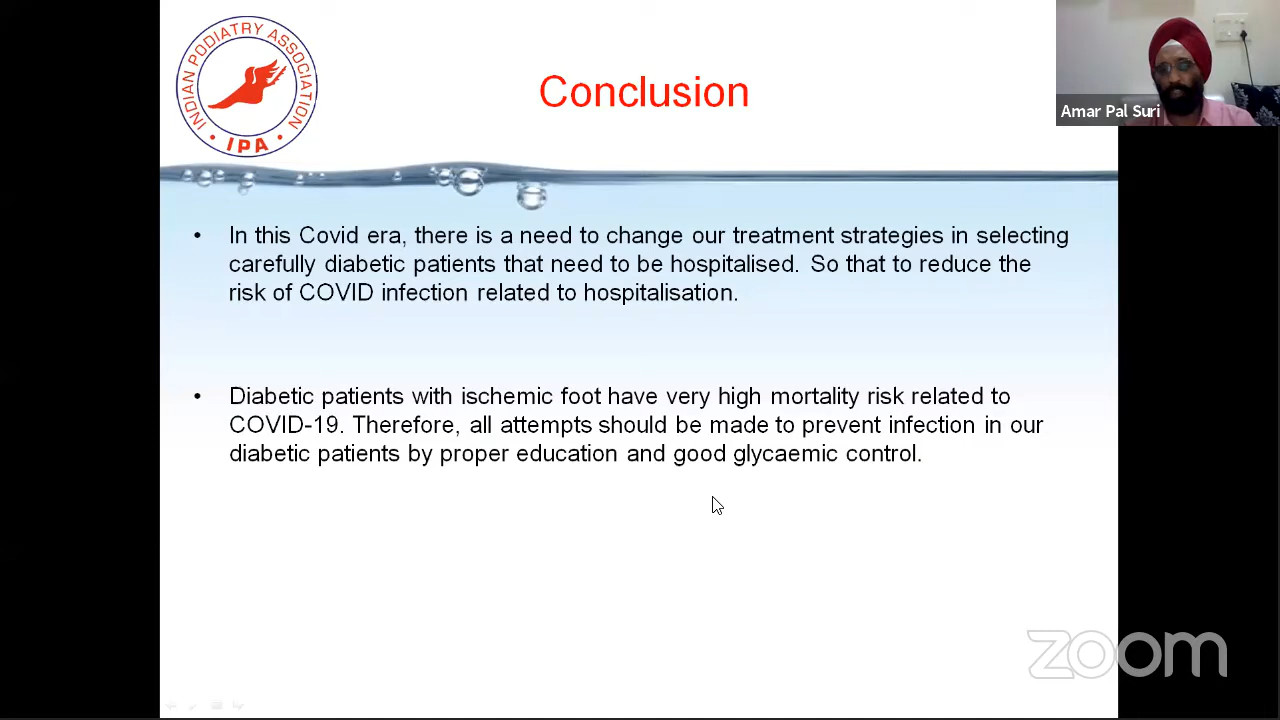 INDIAN PODIATRY ASSOCIATION
• IPA •
Conclusion
Amar Pal Suri
• In this Covid era, there is a need to change our treatment strategies in selecting
carefully diabetic patients that need to be hospitalised. So that to reduce the
risk of COVID infection related to hospitalisation.
• Diabetic patients with ischemic foot have very high mortality risk related to
COVID-19. Therefore, all attempts should be made to prevent infection in our
diabetic patients by proper education and good glycaemic control.
zoom